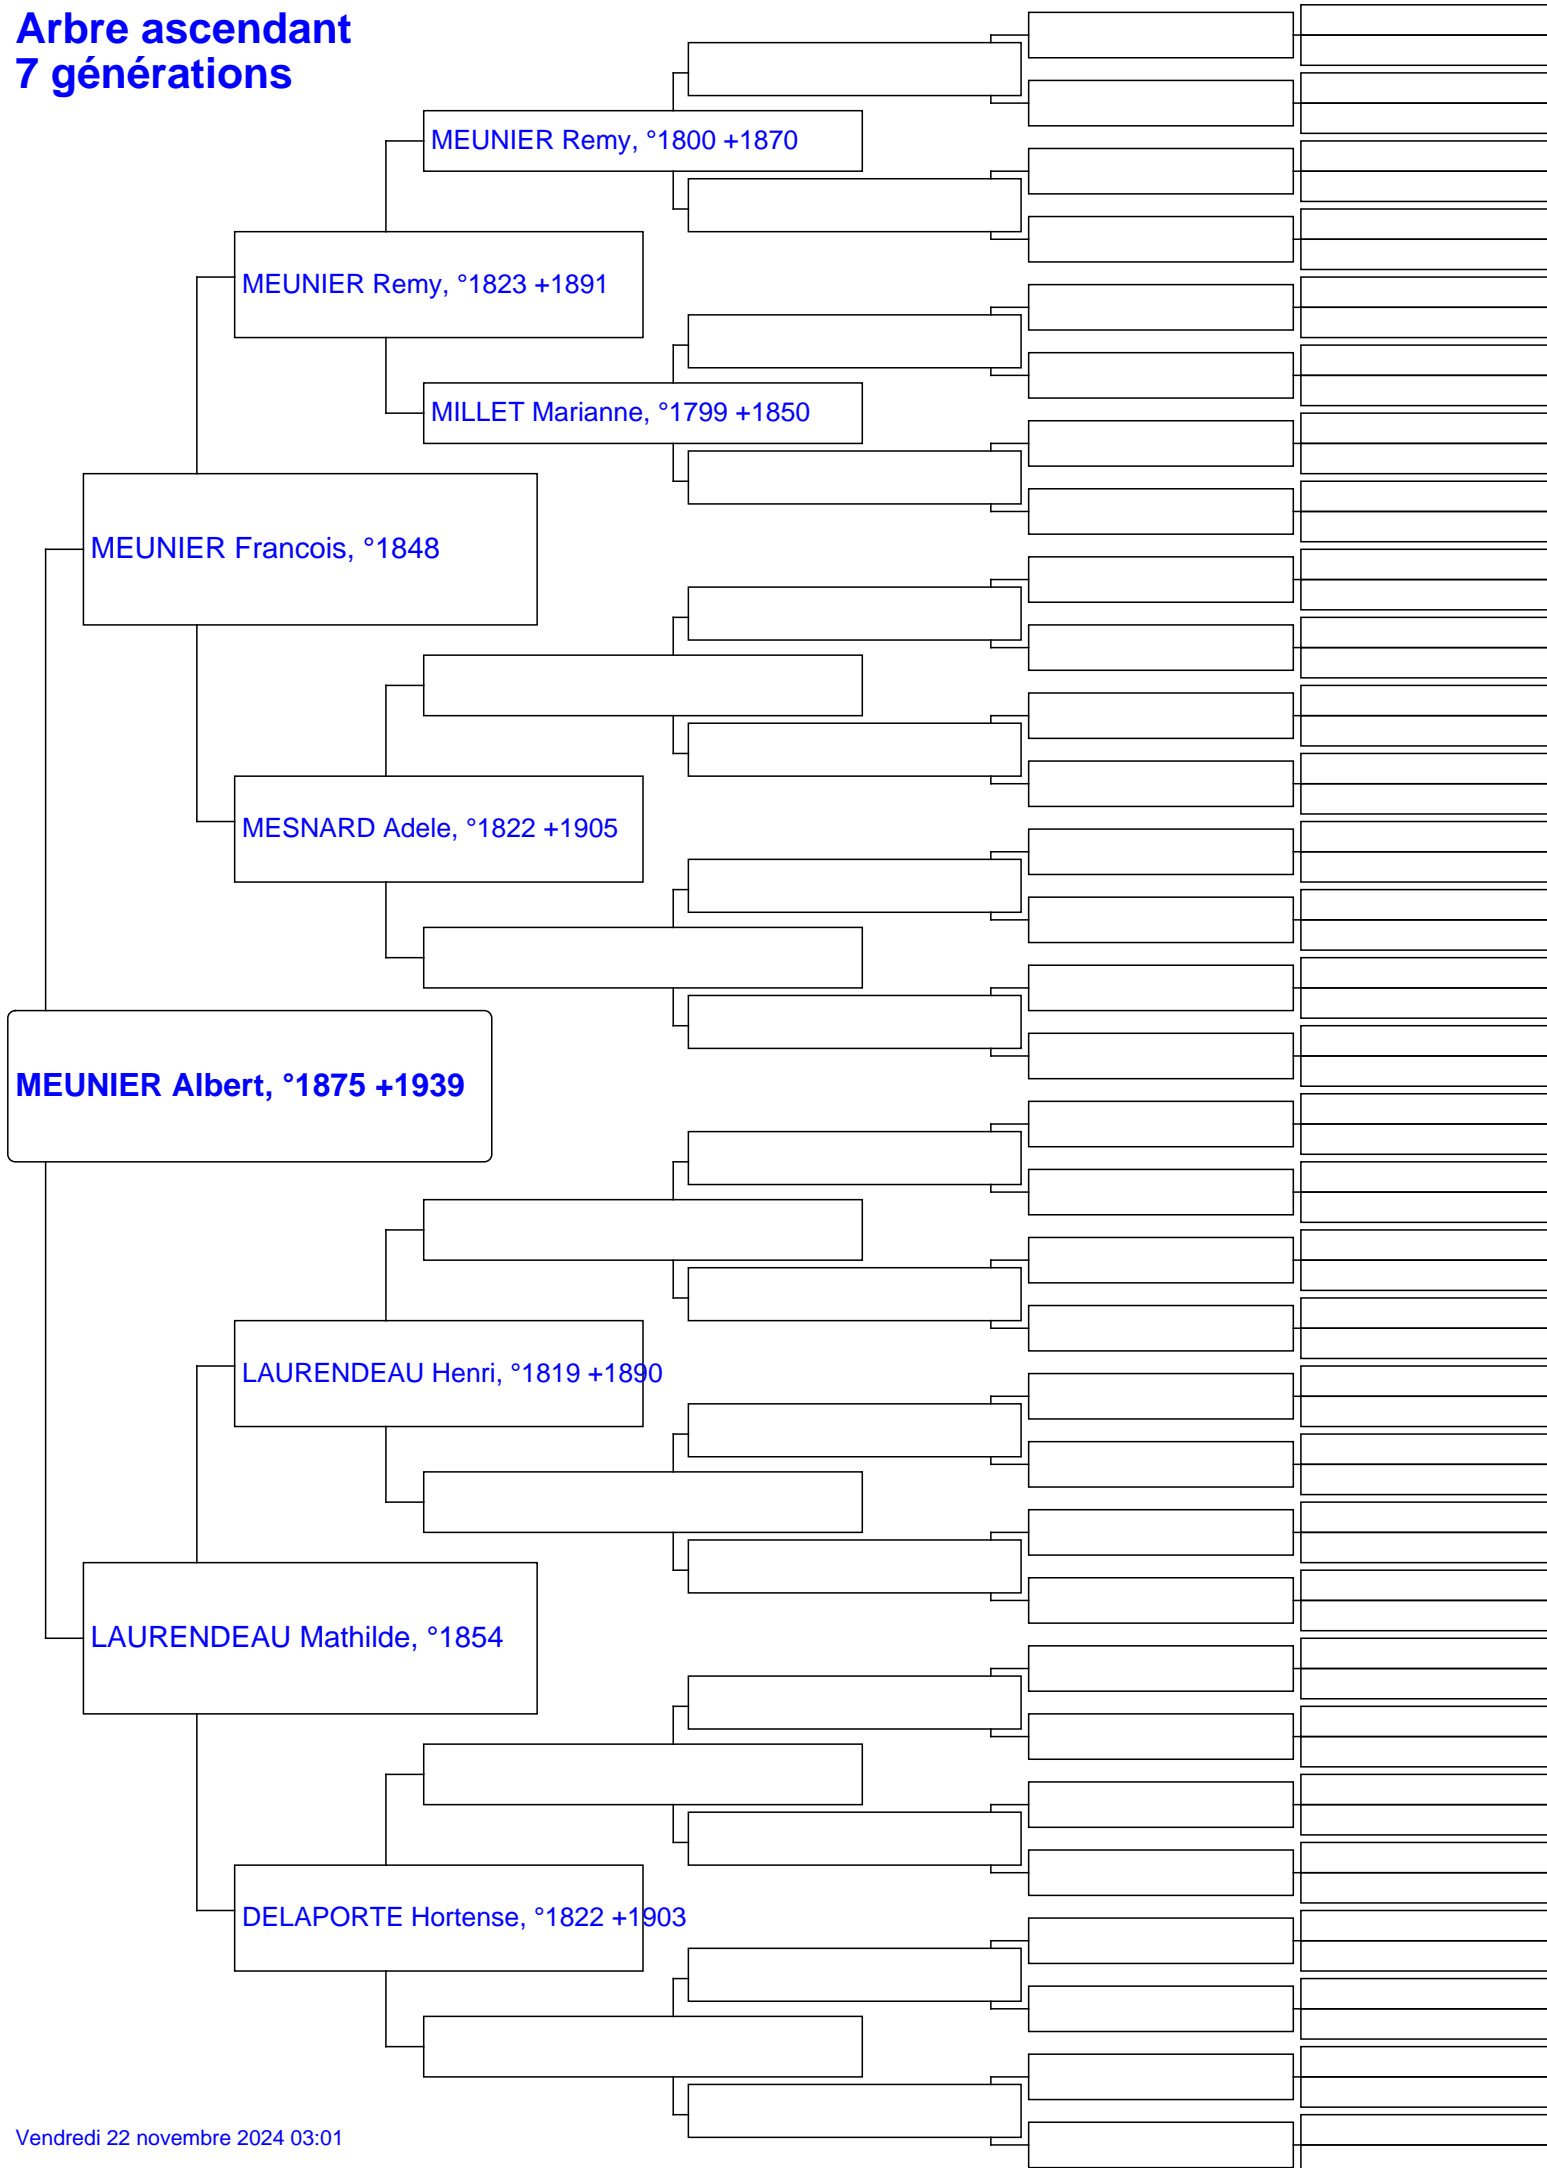 Arbre ascendant
7 générations
MEUNIER Remy, °1800 +1870
MEUNIER Remy, °1823 +1891
MILLET Marianne, °1799 +1850
MEUNIER Francois, °1848
MESNARD Adele, °1822 +1905
MEUNIER Albert, °1875 +1939
LAURENDEAU Henri, °1819 +1890
LAURENDEAU Mathilde, °1854
DELAPORTE Hortense, °1822 +1903
Vendredi 22 novembre 2024 03:01